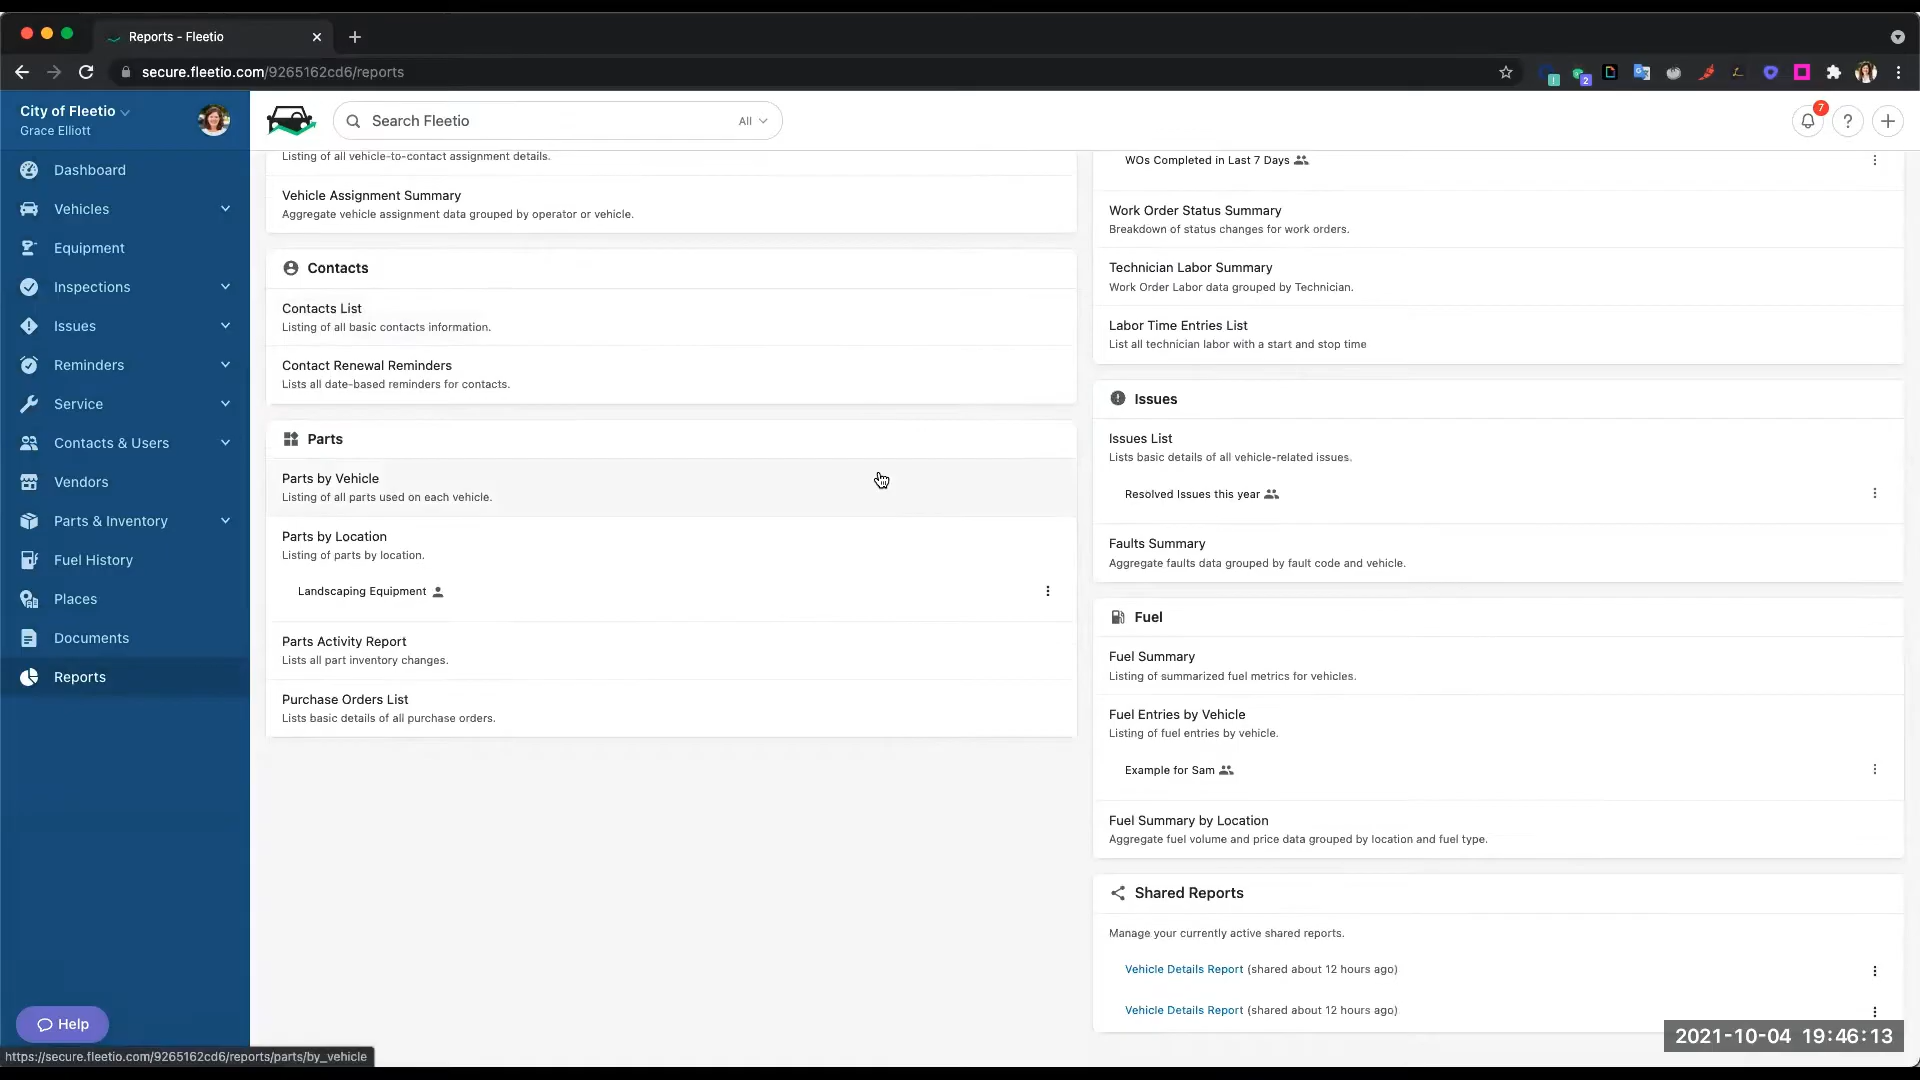 Reports - Fleetio
secure.fleetio.com/9265162cd6/reports
2
City of Fleetio
Grace Elliott
Search Fleetio
All
7
?
Dashboard
Vehicles
Equipment
Inspections
Issues
Reminders
Service
Contacts & Users
Vendors
Parts & Inventory
Fuel History
Places
Documents
Reports
Help
https://secure.fleetio.com/9265162cd6/reports/parts/by_vehicle
Listing of all vehicle-to-contact assignment details.
Vehicle Assignment Summary
Aggregate vehicle assignment data grouped by operator or vehicle.
Contacts
Contacts List
Listing of all basic contacts information.
Contact Renewal Reminders
Lists all date-based reminders for contacts.
Parts
Parts by Vehicle
Listing of all parts used on each vehicle.
Parts by Location
Listing of parts by location.
Landscaping Equipment
Parts Activity Report
Lists all part inventory changes.
Purchase Orders List
Lists basic details of all purchase orders.
WOs Completed in Last 7 Days
Work Order Status Summary
Breakdown of status changes for work orders.
Technician Labor Summary
Work Order Labor data grouped by Technician.
Labor Time Entries List
List all technician labor with a start and stop time
Issues
Issues List
Lists basic details of all vehicle-related issues.
Resolved Issues this year
Faults Summary
Aggregate faults data grouped by fault code and vehicle.
Fuel
Fuel Summary
Listing of summarized fuel metrics for vehicles.
Fuel Entries by Vehicle
Listing of fuel entries by vehicle.
Example for Sam
Fuel Summary by Location
Aggregate fuel volume and price data grouped by location and fuel type.
Shared Reports
Manage your currently active shared reports.
Vehicle Details Report (shared about 12 hours ago)
Vehicle Details Report (shared about 12 hours ago)
2021-10-04 19:46:13